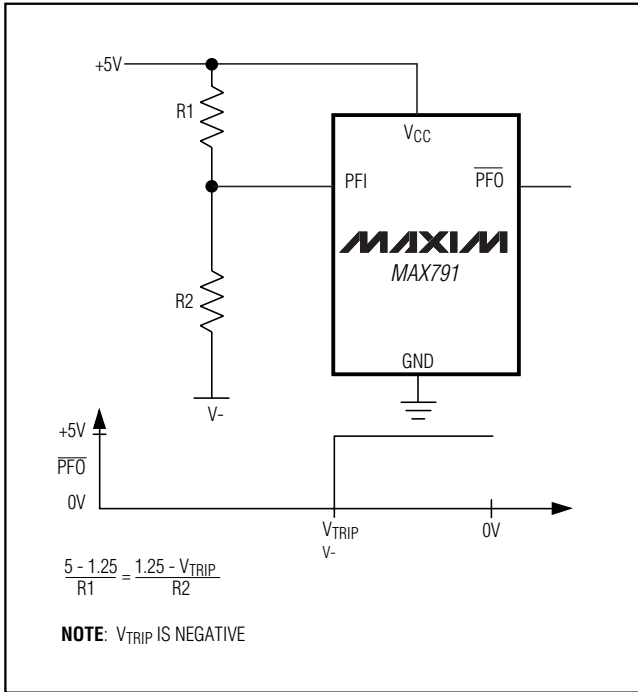 +5V
R1
VCC
PFI
PFO
MAXIM
MAX791
R2
GND
V-
+5V
PFO
0V
VTRIP
V-
0V
5 - 1.25
R1
=
1.25 - VTRIP
R2
NOTE: VTRIP IS NEGATIVE